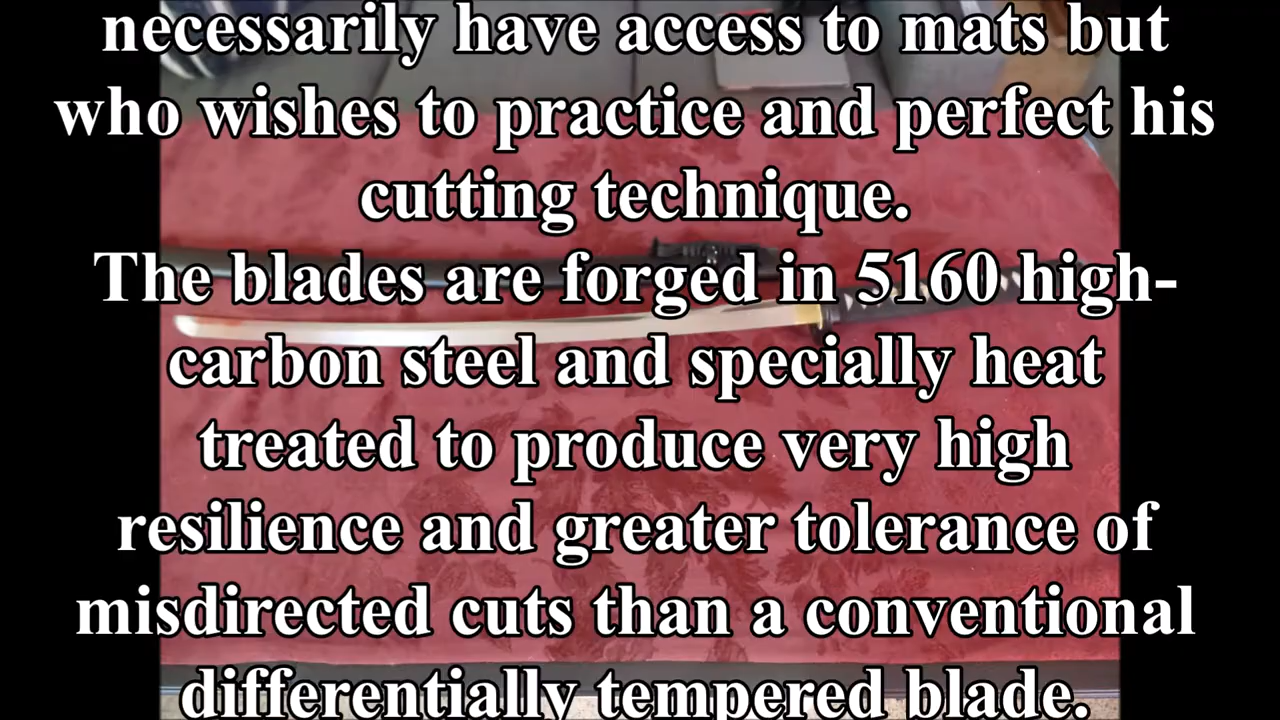 necessarily have access to mats but
who wishes to practice and perfect his
cutting technique.
The blades are forged in 5160 high-
carbon steel and specially heat
treated to produce very high
resilience and greater tolerance of
misdirected cuts than a conventional
differentially tempered blade.